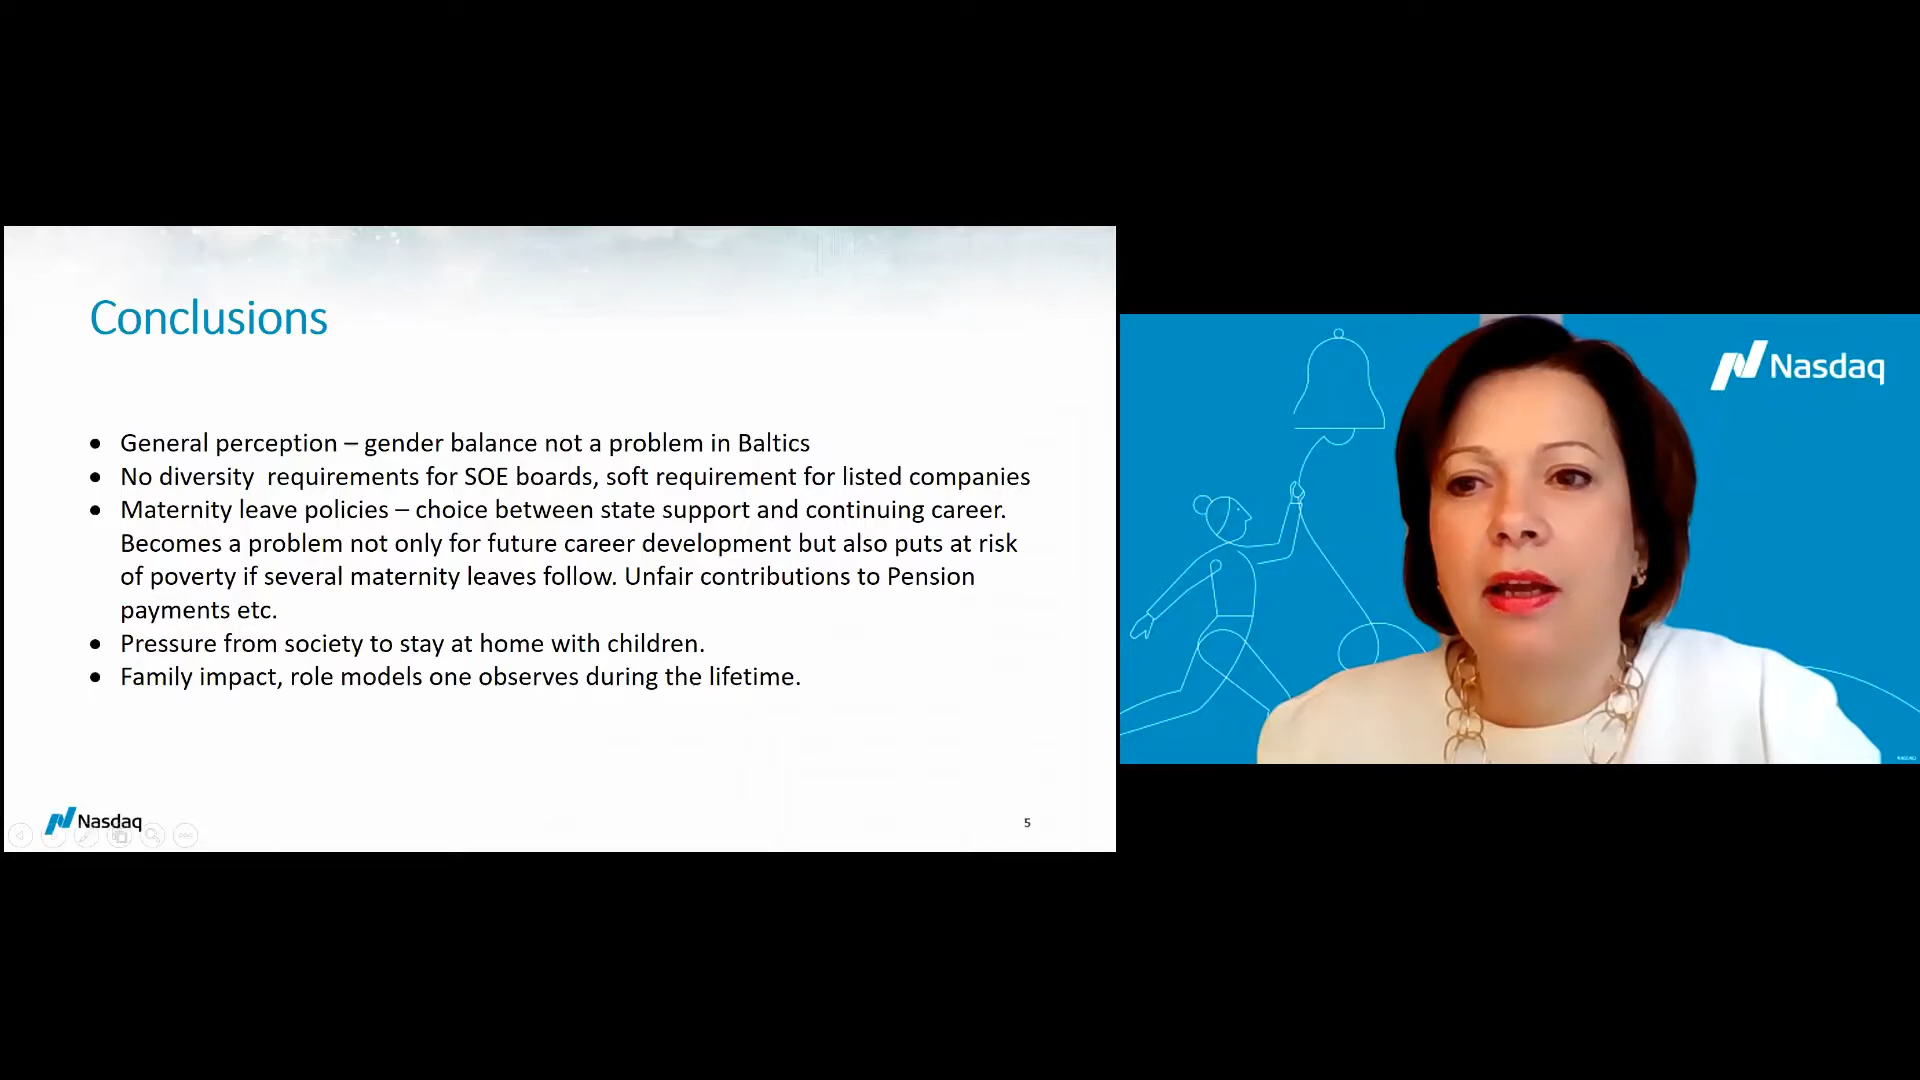 Conclusions
• General perception – gender balance not a problem in Baltics
• No diversity  requirements for SOE boards, soft requirement for listed companies
• Maternity leave policies – choice between state support and continuing career.
Becomes a problem not only for future career development but also puts at risk
of poverty if several maternity leaves follow. Unfair contributions to Pension
payments etc.
• Pressure from society to stay at home with children.
• Family impact, role models one observes during the lifetime.
Nasdaq
5
Nasdaq